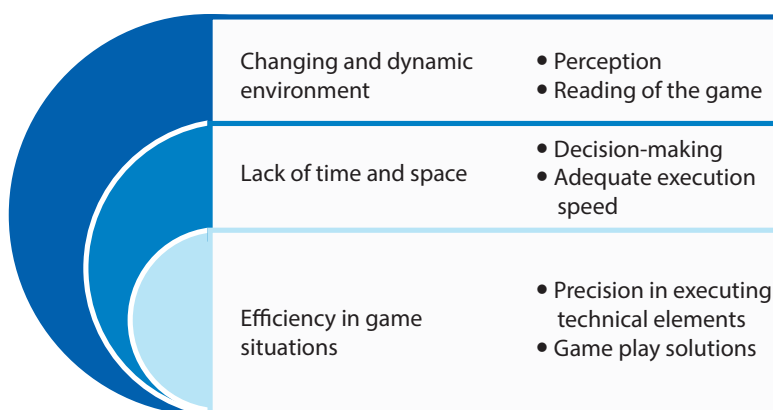 Changing and dynamic
environment
• Perception
• Reading of the game
Lack of time and space
• Decision-making
• Adequate execution
speed
Efficiency in game
situations
• Precision in executing
technical elements
• Game play solutions